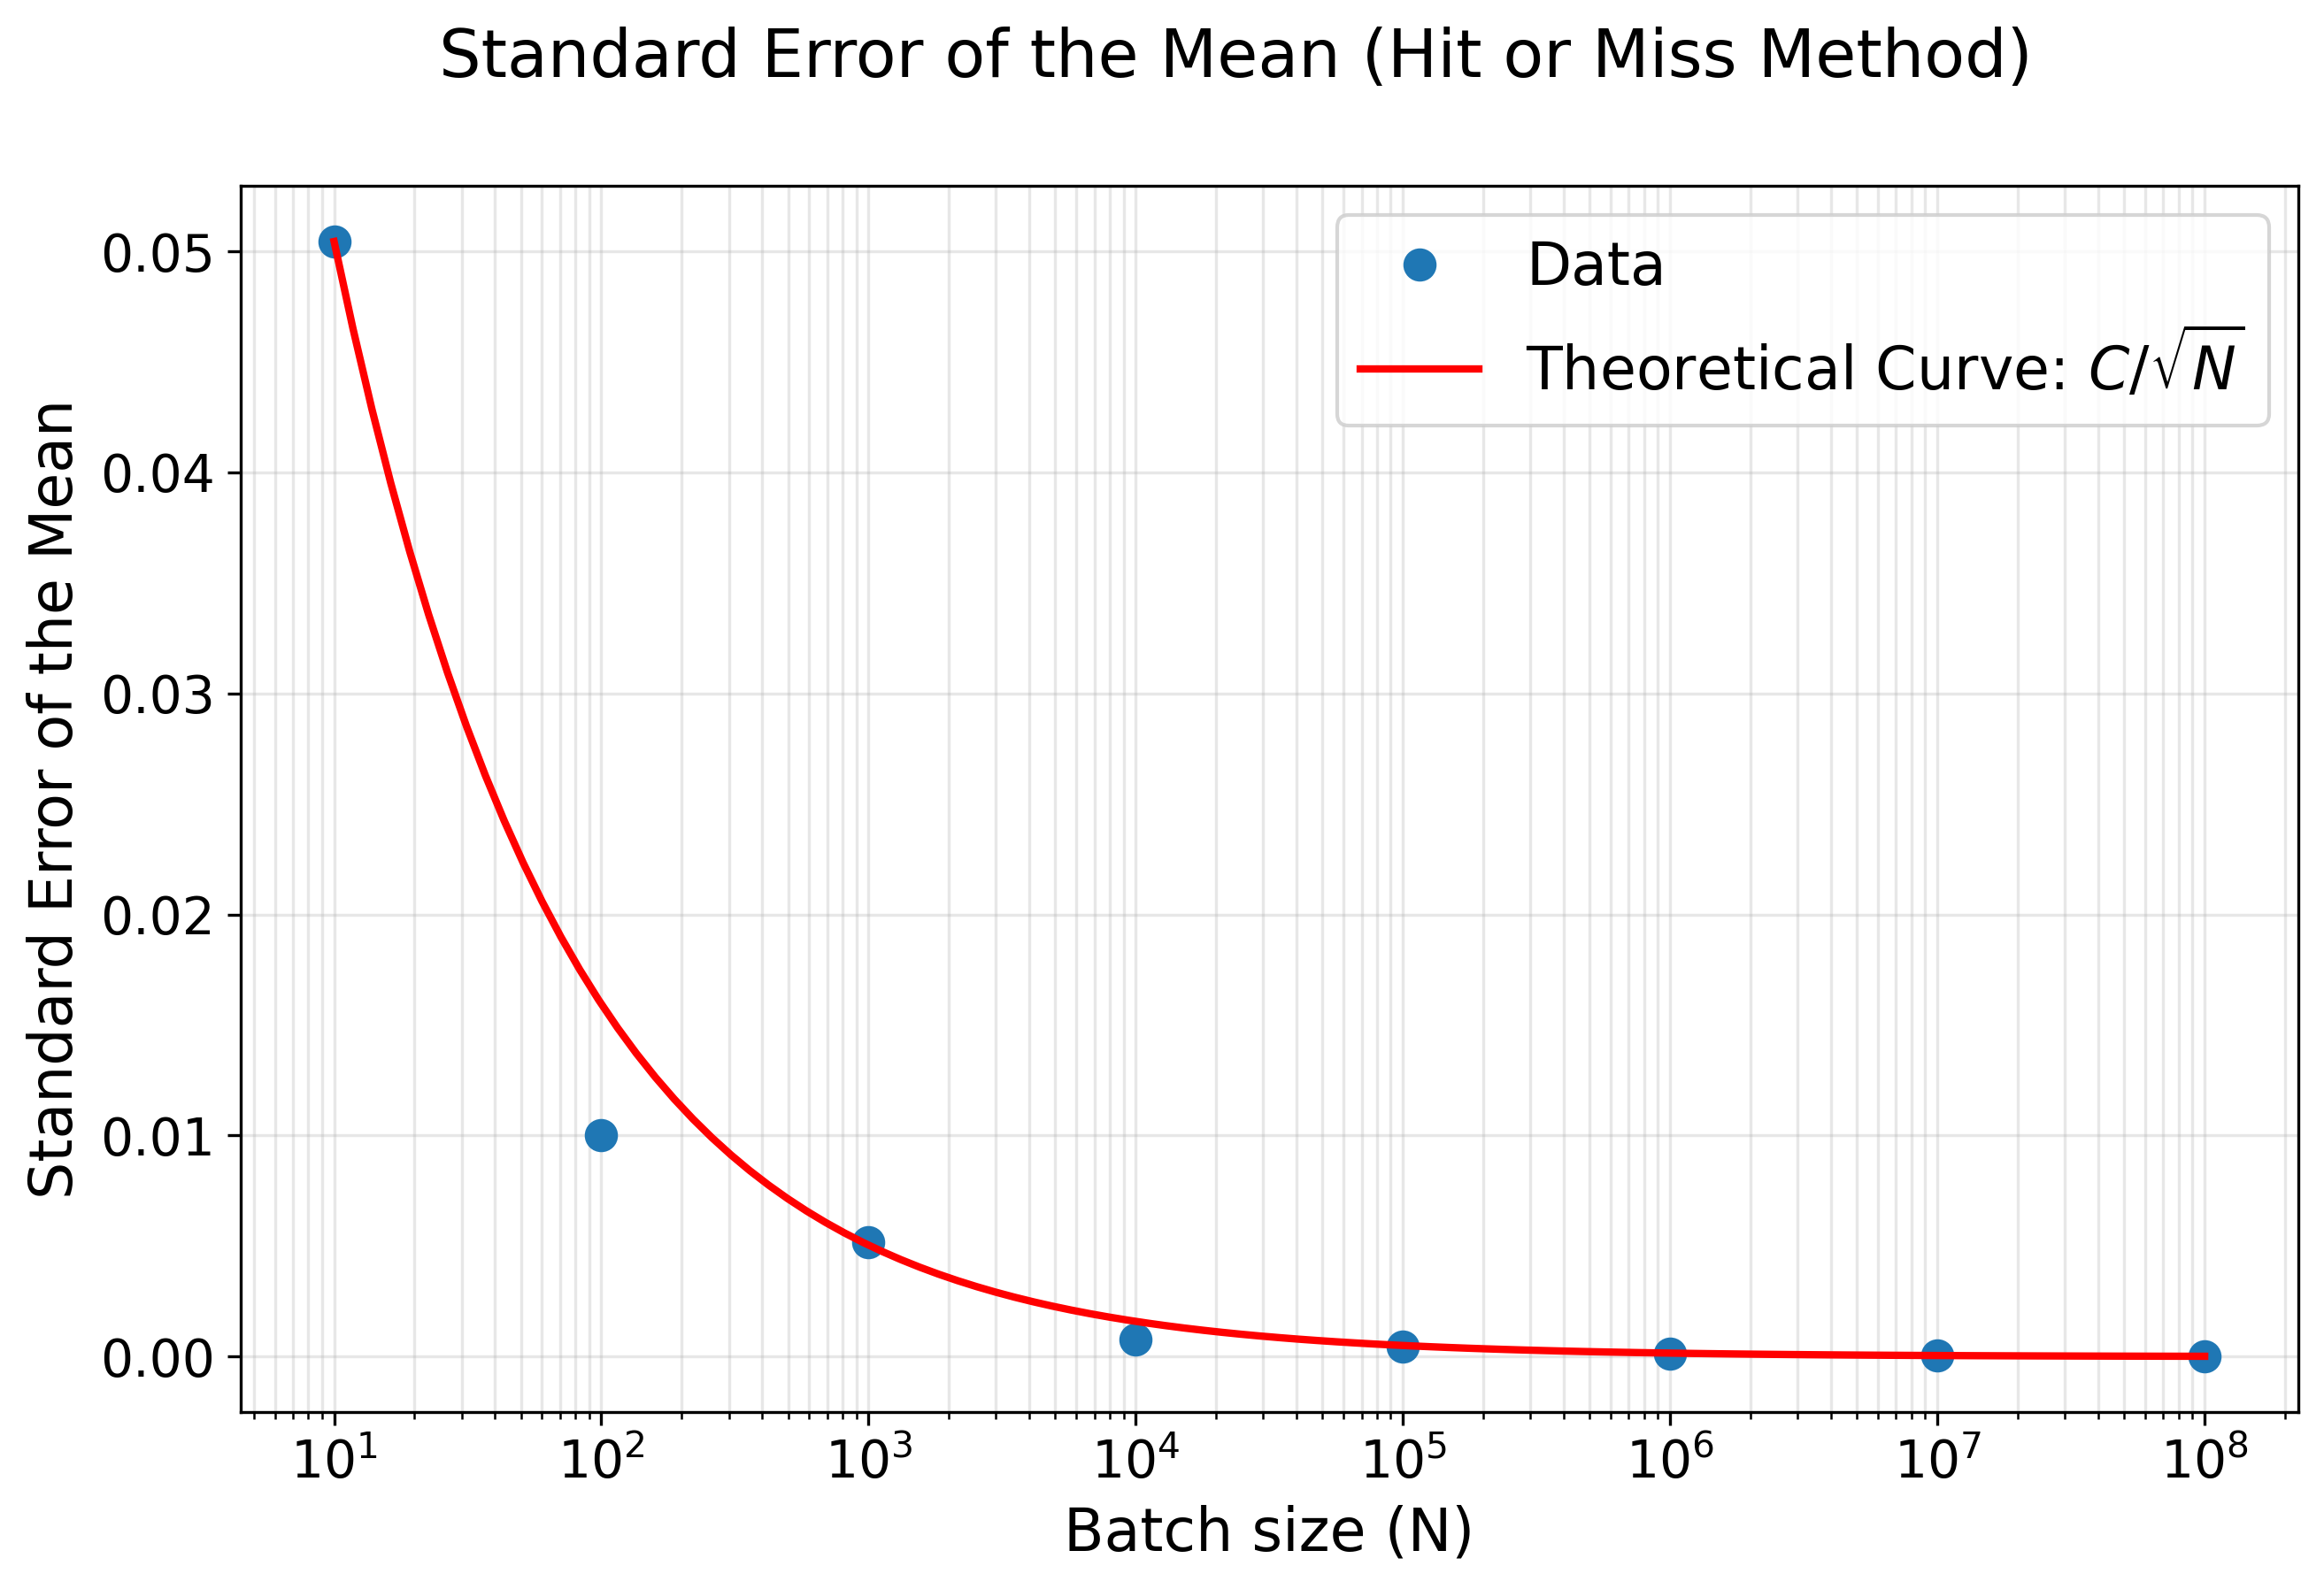 Standard Error of the Mean (Hit or Miss Method)
Standard Error of the Mean
0.05
0.04
0.03
0.02
0.01
0.00
Data
Theoretical Curve: C/√N
10¹ 10² 10³ 10⁴ 10⁵ 10⁶ 10⁷ 10⁸
Batch size (N)